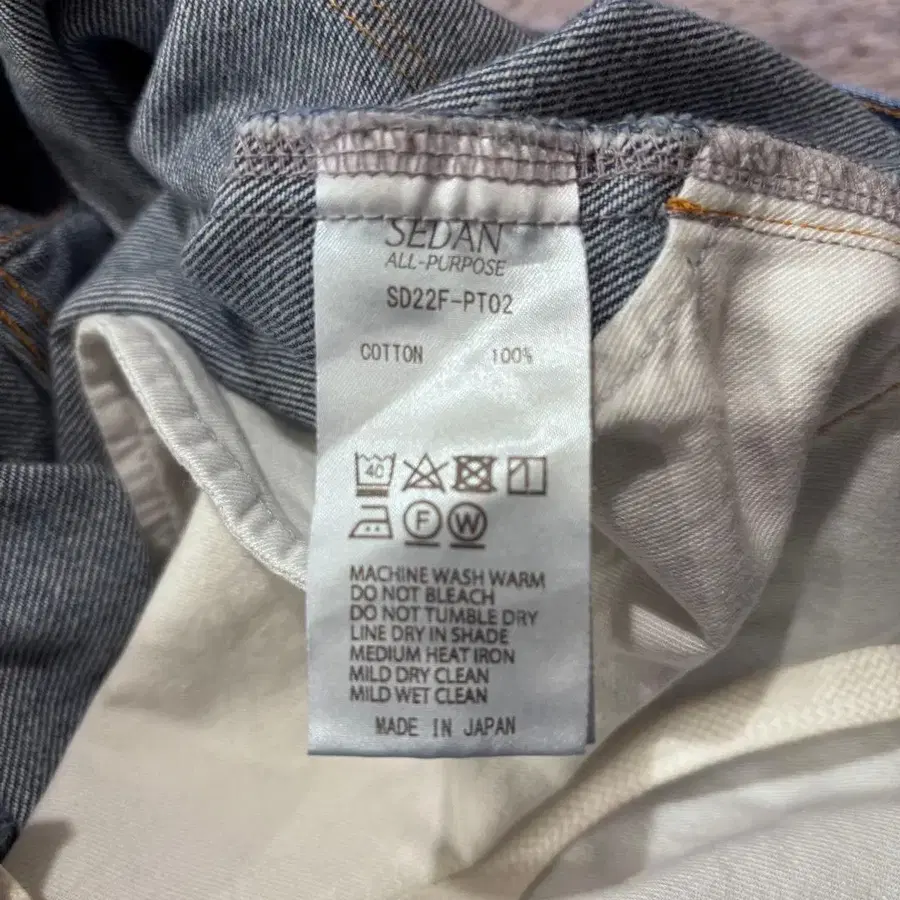 SEDAN
ALL-PURPOSE
SD22F-PT02
COTTON 100%
40
F W
MACHINE WASH WARM
DO NOT BLEACH
DO NOT TUMBLE DRY
LINE DRY IN SHADE
MEDIUM HEAT IRON
MILD DRY CLEAN
MILD WET CLEAN
MADE IN JAPAN